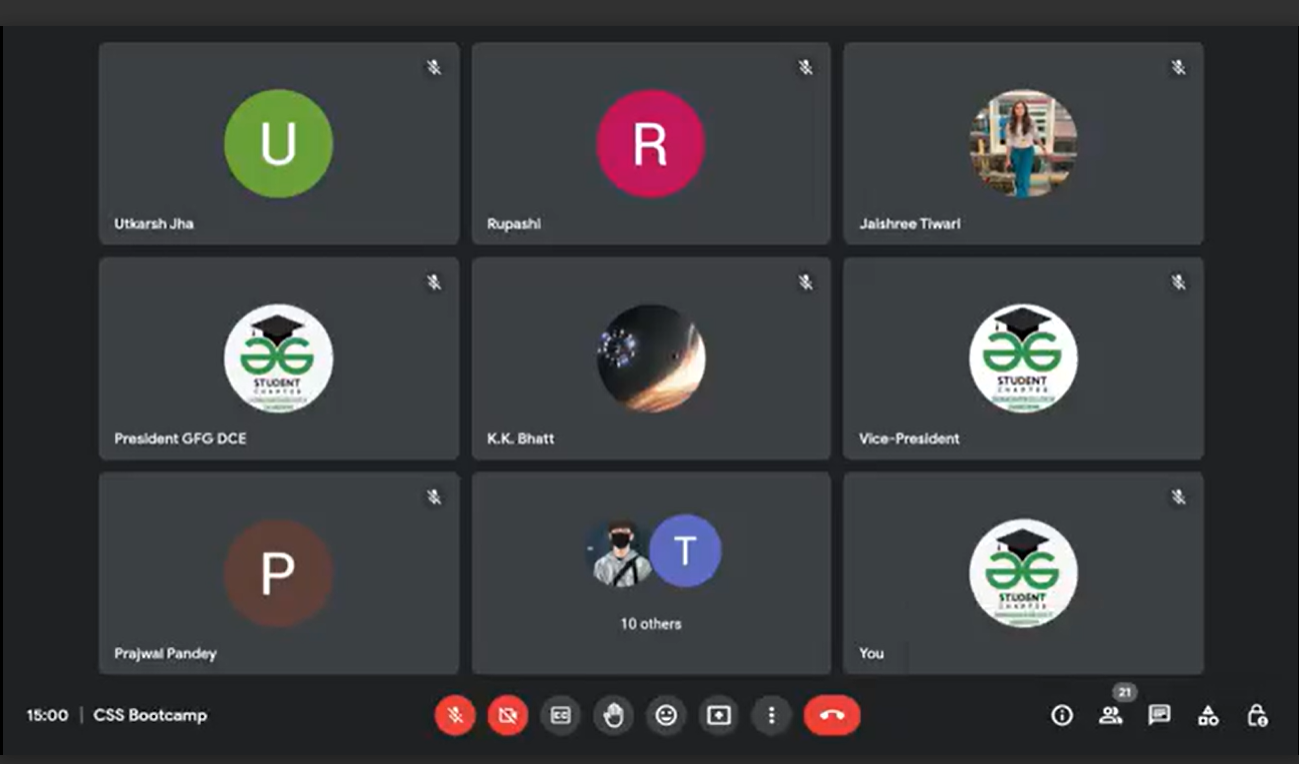 U
R
Utkarsh Jha
Rupashi
Jaishree Tiwari
STUDENT
CHAPTER
STUDENT
CHAPTER
President GFG DCE
K.K. Bhatt
Vice-President
P
T
10 others
STUDENT
CHAPTER
Prajwal Pandey
You
21
15:00 | CSS Bootcamp
CC